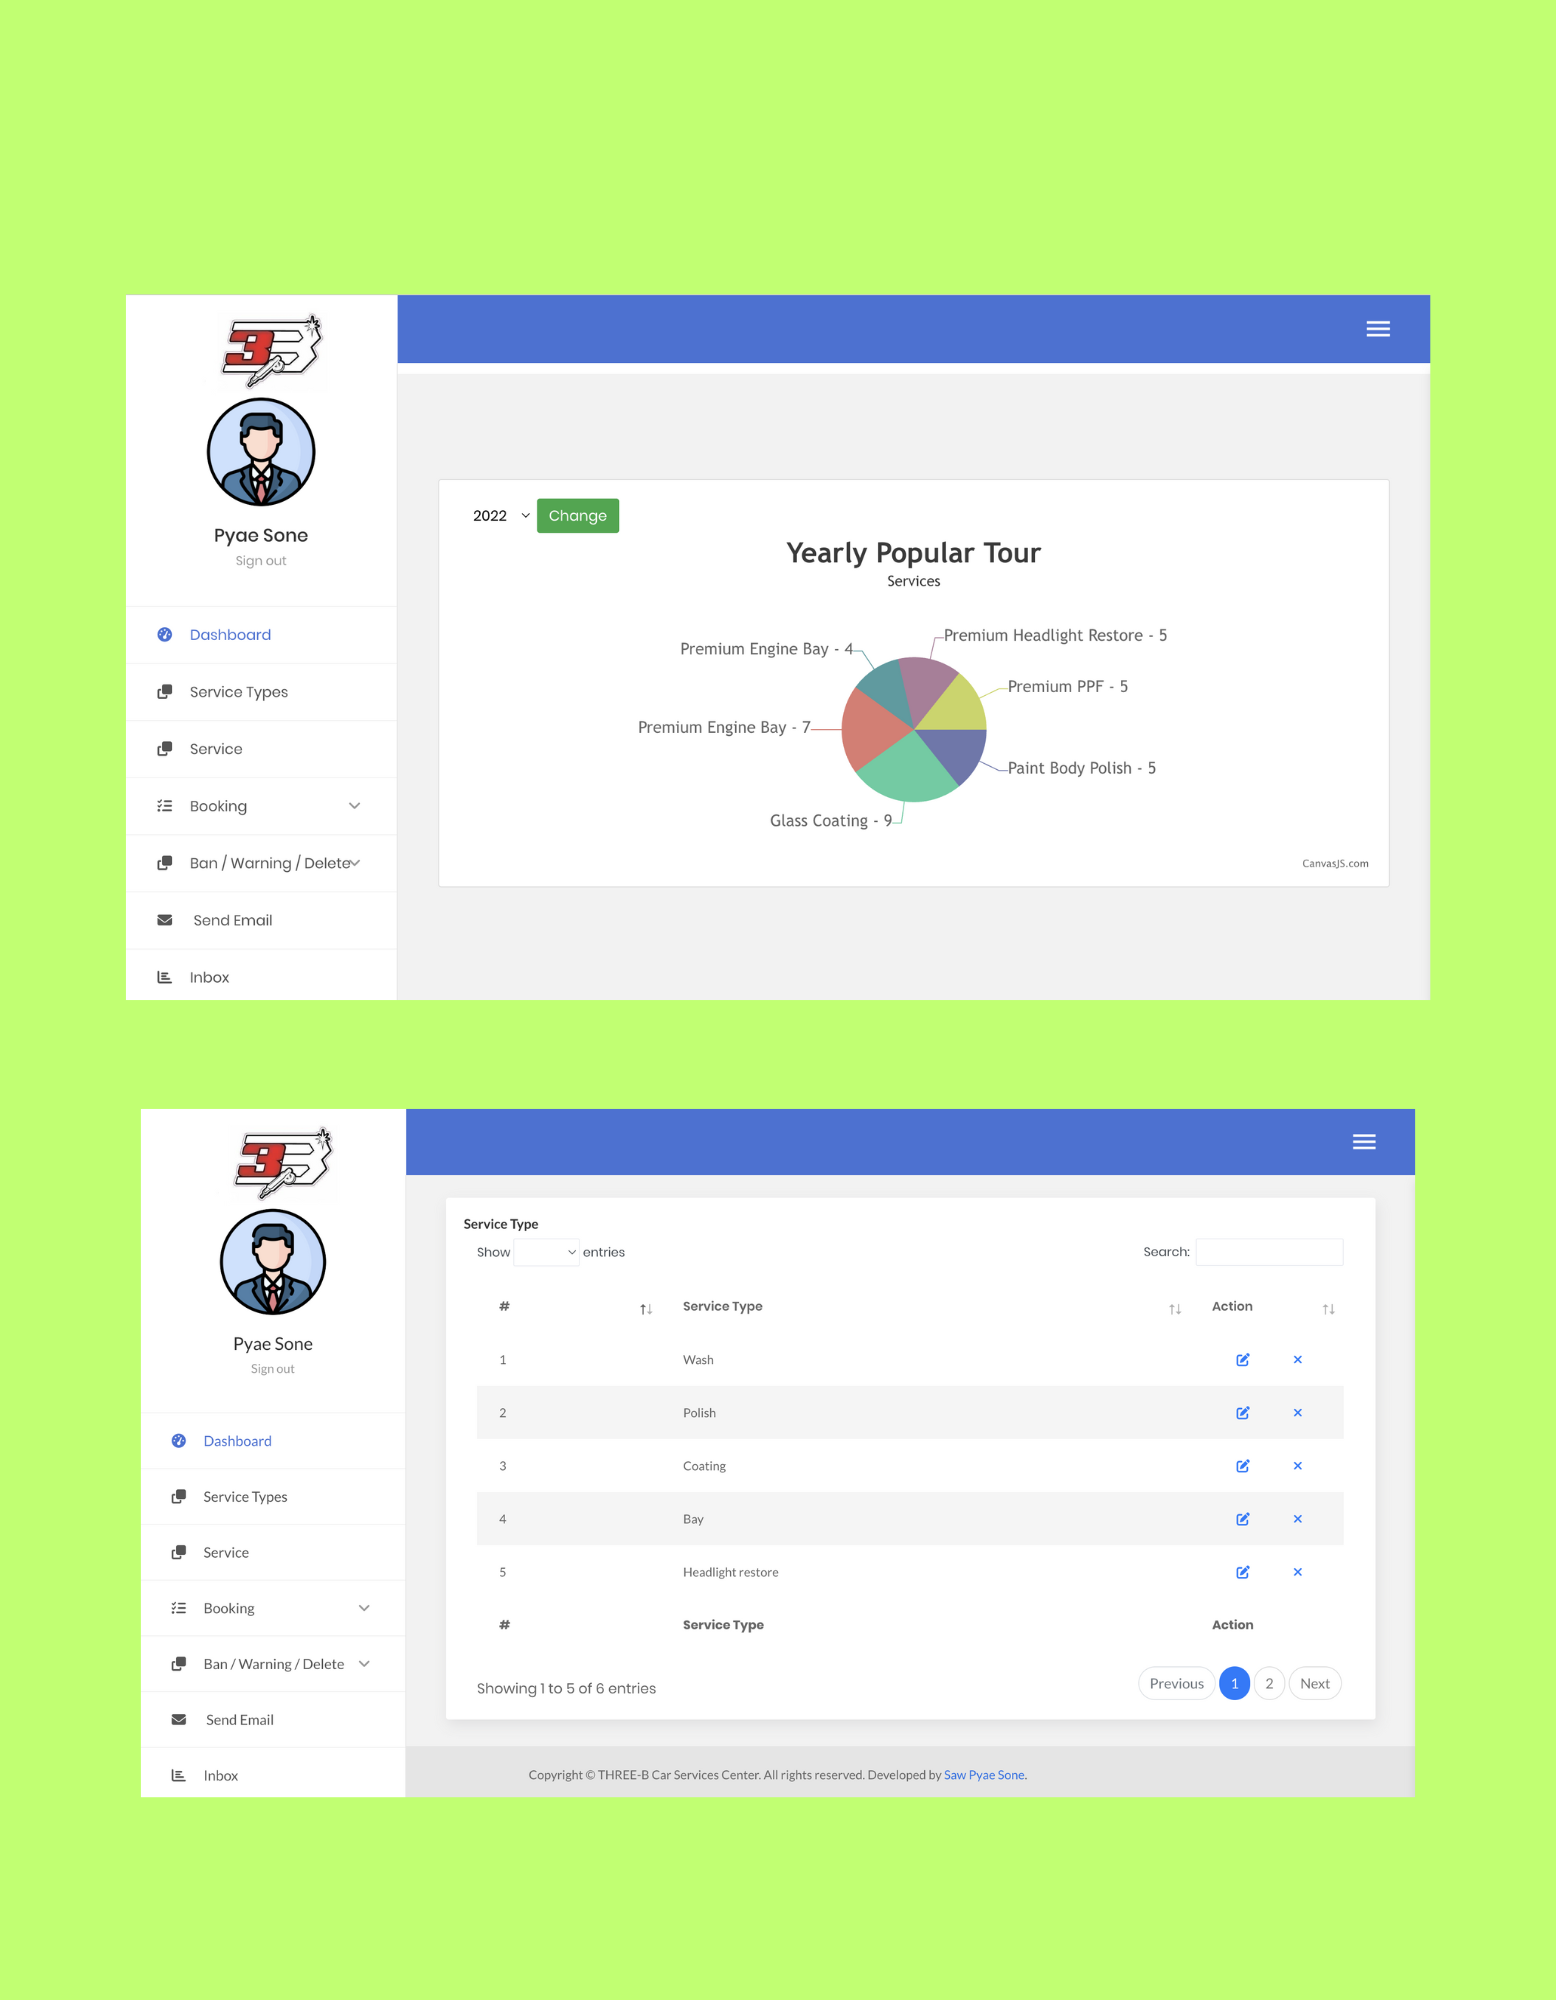 3B
Pyae Sone
Sign out
Dashboard
Service Types
Service
Booking
Ban / Warning / Delete
Send Email
Inbox
2022
Change
Yearly Popular Tour
Services
Premium Headlight Restore - 5
Premium Engine Bay - 4
Premium PPF - 5
Premium Engine Bay - 7
Paint Body Polish - 5
Glass Coating - 9
CanvasJS.com
3B
Pyae Sone
Sign out
Dashboard
Service Types
Service
Booking
Ban / Warning / Delete
Send Email
Inbox
Service Type
Show entries Search:
# Service Type Action
1 Wash
2 Polish
3 Coating
4 Bay
5 Headlight restore
# Service Type Action
Showing 1 to 5 of 6 entries Previous 1 2 Next
Copyright © THREE-B Car Services Center. All rights reserved. Developed by Saw Pyae Sone.